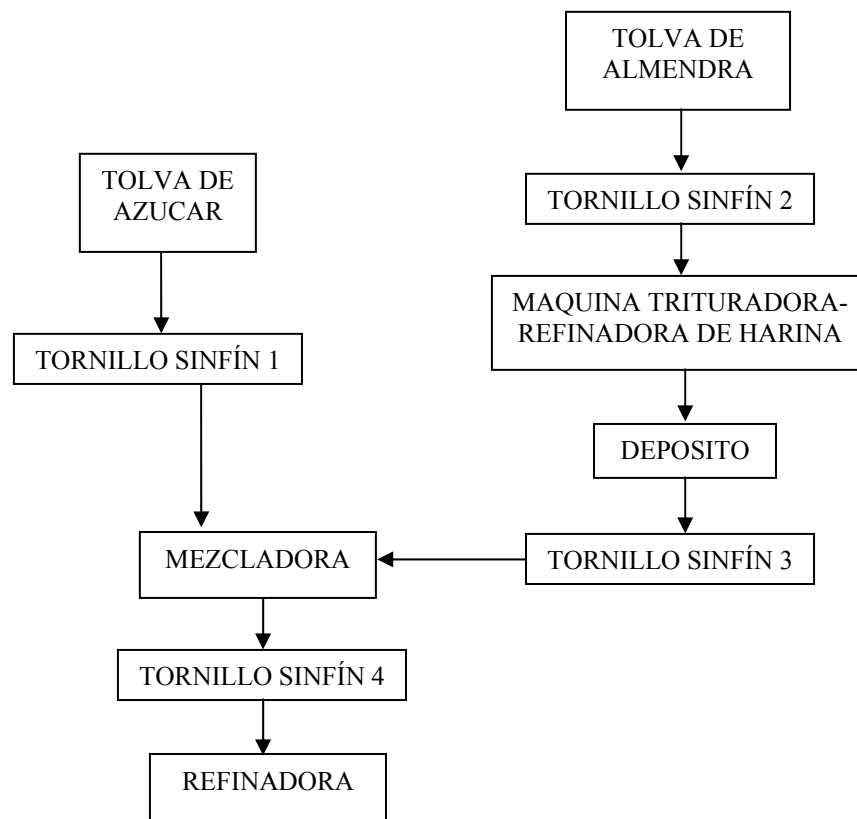 TOLVA DE
ALMENDRA
TOLVA DE
AZUCAR
TORNILLO SINFÍN 2
MAQUINA TRITURADORA-
REFINADORA DE HARINA
TORNILLO SINFÍN 1
DEPOSITO
MEZCLADORA
TORNILLO SINFÍN 3
TORNILLO SINFÍN 4
REFINADORA